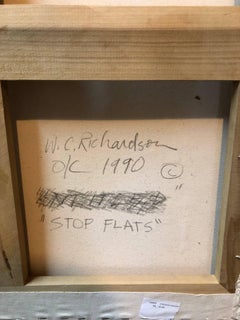 W.C. Richardson
O/C 1990 ©
"STOP FLATS"